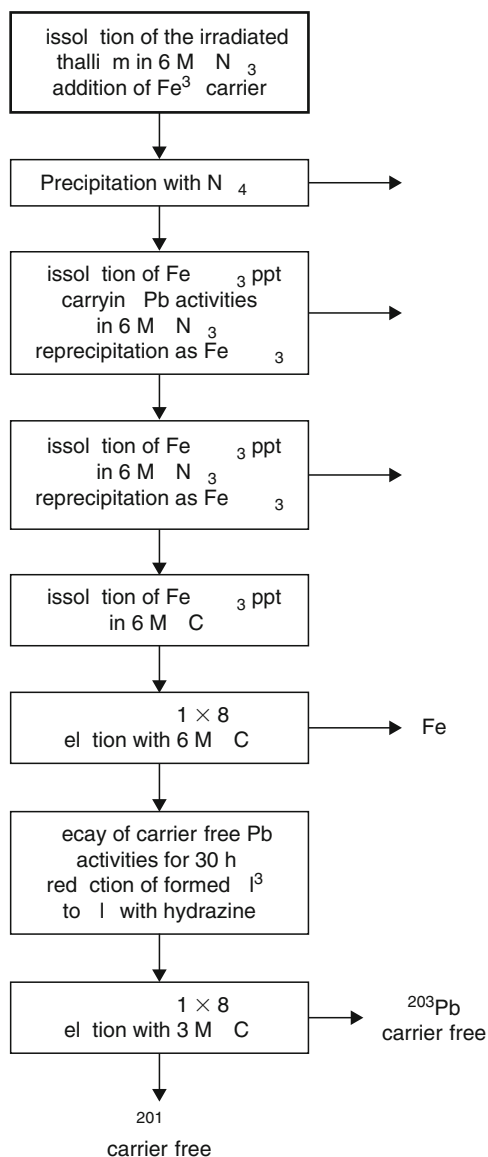 issol tion of the irradiated
thalli m in 6 M N 3
addition of Fe³ carrier
Precipitation with N 4
issol tion of Fe 3 ppt
carryin Pb activities
in 6 M N 3
reprecipitation as Fe 3
issol tion of Fe 3 ppt
in 6 M N 3
reprecipitation as Fe 3
issol tion of Fe 3 ppt
in 6 M C
1 × 8
el tion with 6 M C
Fe
ecay of carrier free Pb
activities for 30 h
red ction of formed l³
to l with hydrazine
1 × 8
el tion with 3 M C
²⁰³Pb
carrier free
201
carrier free